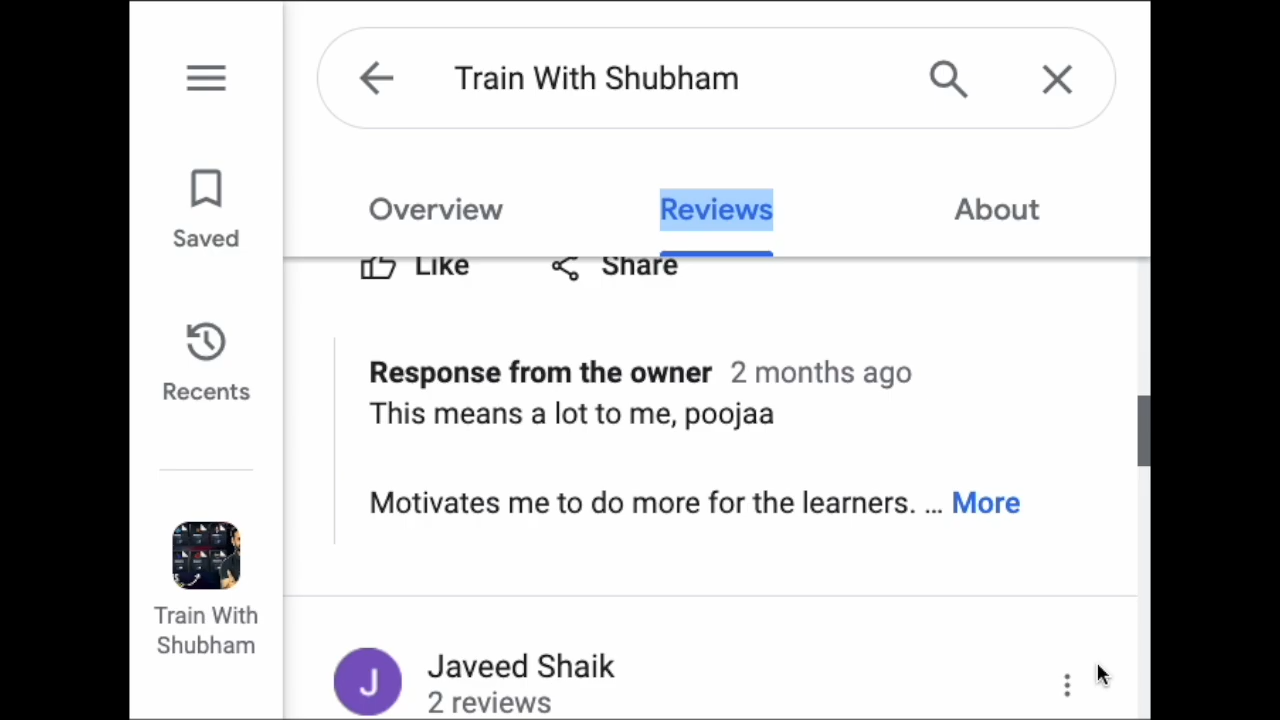 Train With Shubham
Saved
Overview
Reviews
About
Like
Share
Recents
Response from the owner 2 months ago
This means a lot to me, poojaa
Motivates me to do more for the learners. … More
Train With
Shubham
J
Javeed Shaik
2 reviews